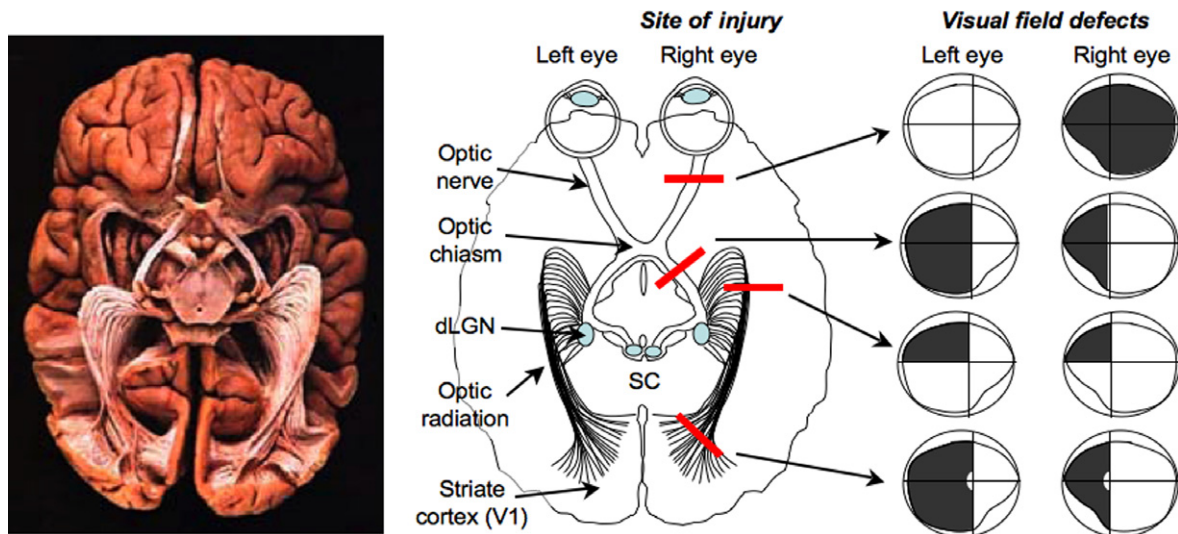 Site of injury
Visual field defects
Left eye
Right eye
Left eye
Right eye
Optic
nerve
Optic
chiasm
dLGN
SC
Optic
radiation
Striate
cortex (V1)